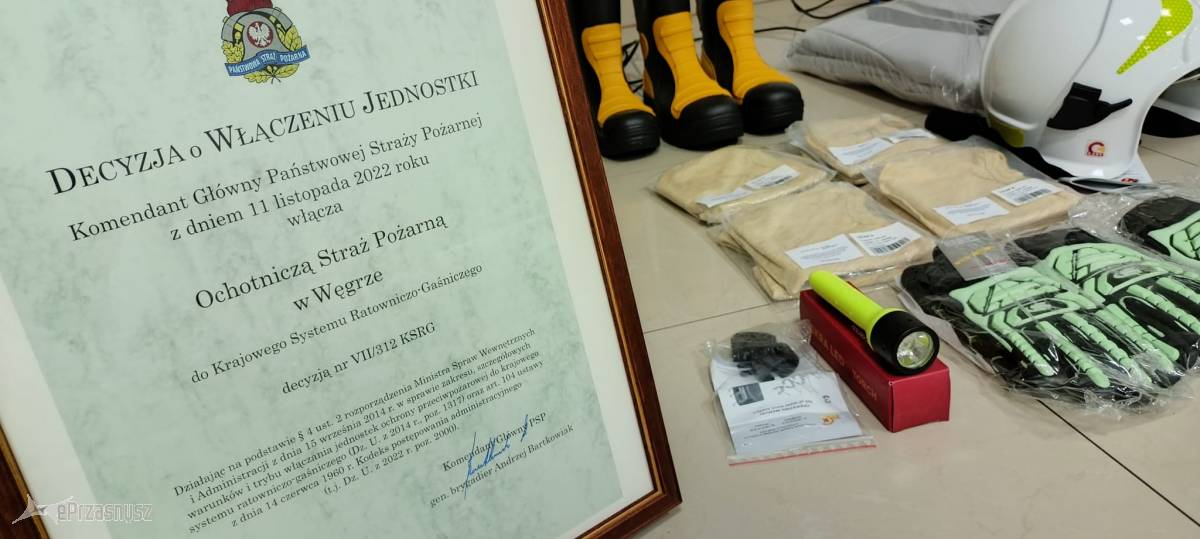 PAŃSTWOWA STRAŻ POŻARNA
DECYZJA O WŁĄCZENIU JEDNOSTKI
Komendant Główny Państwowej Straży Pożarnej
z dniem 11 listopada 2022 roku
włącza
Ochotniczą Straż Pożarną
w Węgrze
do Krajowego Systemu Ratowniczo-Gaśniczego
decyzją nr VII/312 KSRG
Działając na podstawie § 4 ust. 2 rozporządzenia Ministra Spraw Wewnętrznych
i Administracji z dnia 15 września 2014 r. w sprawie zakresu, szczegółowych
warunków i trybu włączania jednostek ochrony przeciwpożarowej do krajowego
systemu ratowniczo-gaśniczego (Dz. U. z 2014 r., poz. 1317) oraz art. 104 ustawy
z dnia 14 czerwca 1960 r. Kodeks postępowania administracyjnego
(t.j. Dz. U. z 2022 r. poz. 2000).
Komendant Główny PSP
gen. brygadier Andrzej Bartkowiak
ePrzasnysz
LED TORCH